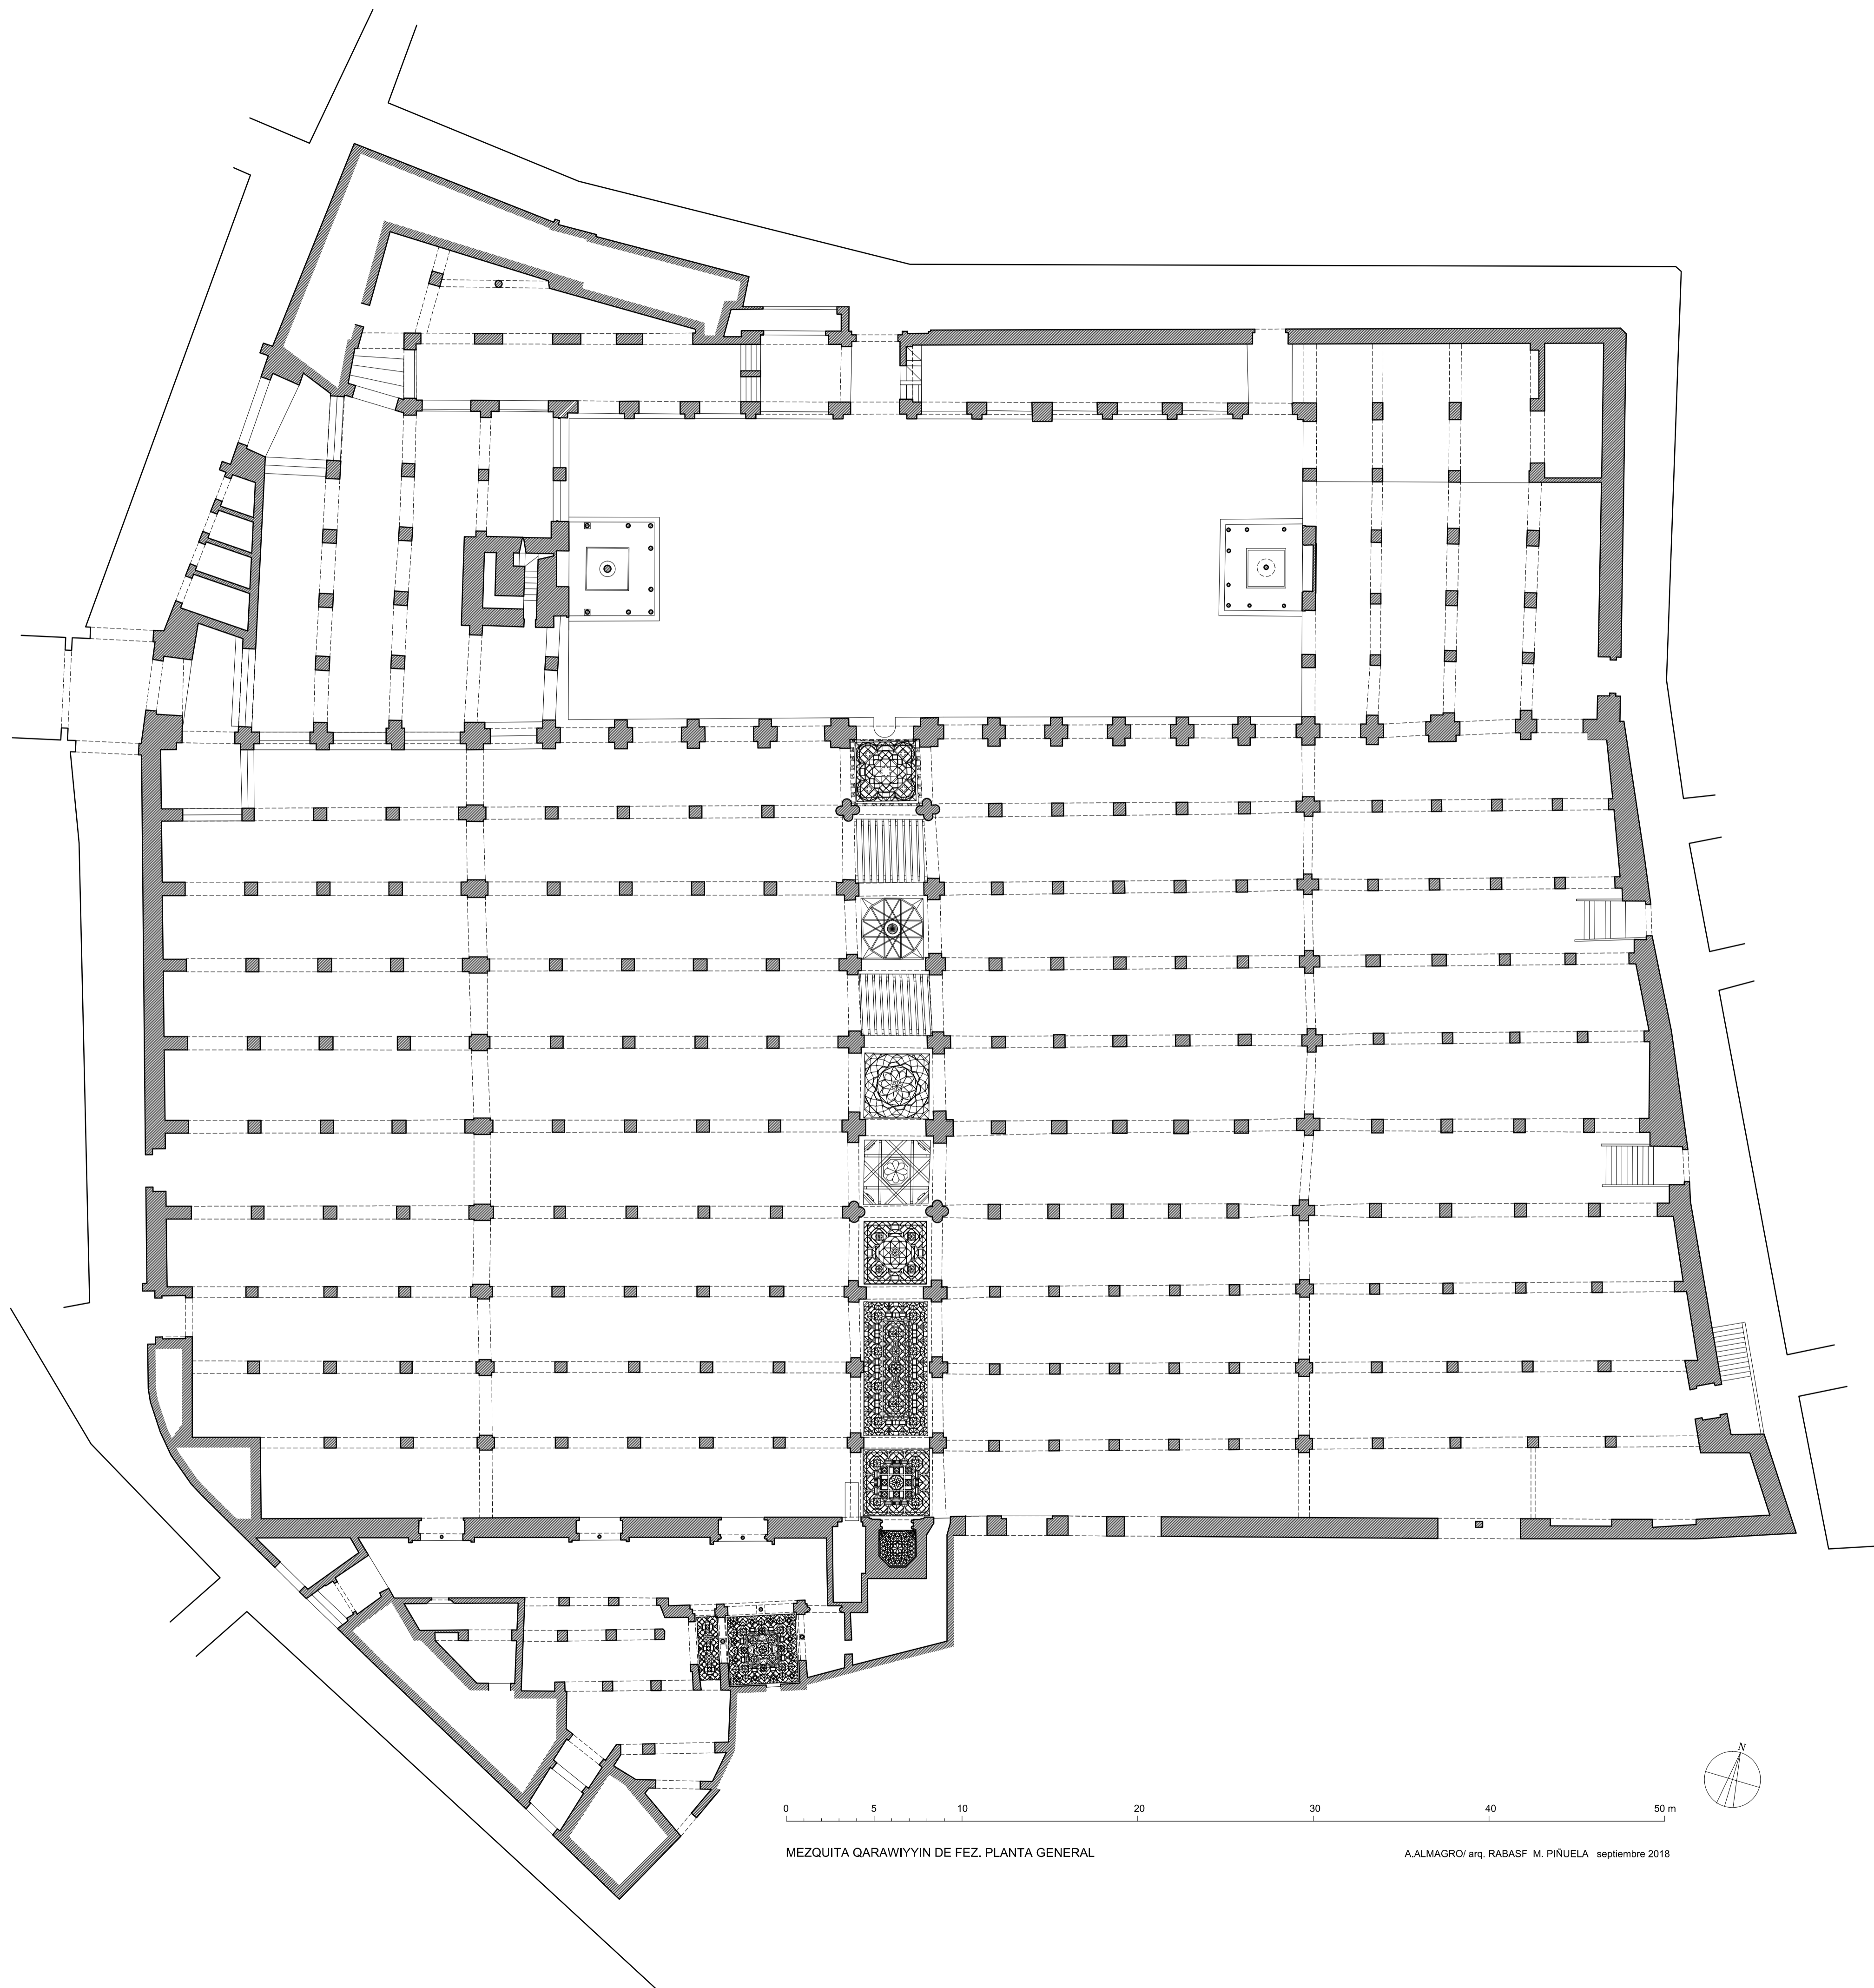 N
0 5 10 20 30 40 50 m
MEZQUITA QARAWIYYIN DE FEZ. PLANTA GENERAL
A.ALMAGRO/ arq. RABASF M. PIÑUELA septiembre 2018